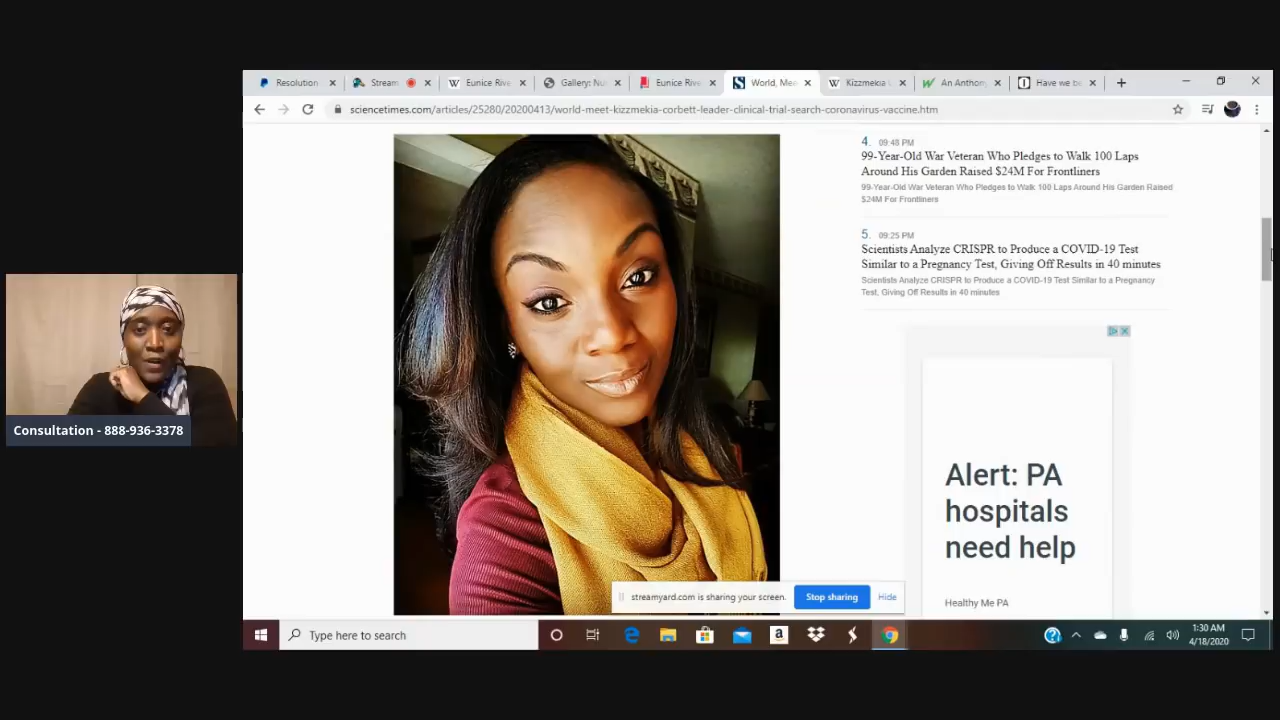 Resolution
Stream
Eunice Rive
Gallery: Nu
Eunice Rive
World, Mee
Kizzmekia
An Anthony
Have we be
sciencetimes.com/articles/25280/20200413/world-meet-kizzmekia-corbett-leader-clinical-trial-search-coronavirus-vaccine.htm
4. 09:48 PM
99-Year-Old War Veteran Who Pledges to Walk 100 Laps
Around His Garden Raised $24M For Frontliners
99-Year-Old War Veteran Who Pledges to Walk 100 Laps Around His Garden Raised
$24M For Frontliners
5. 09:25 PM
Scientists Analyze CRISPR to Produce a COVID-19 Test
Similar to a Pregnancy Test, Giving Off Results in 40 minutes
Scientists Analyze CRISPR to Produce a COVID-19 Test Similar to a Pregnancy
Test, Giving Off Results in 40 minutes
Alert: PA
hospitals
need help
Healthy Me PA
Consultation - 888-936-3378
streamyard.com is sharing your screen.
Stop sharing
Hide
Type here to search
1:30 AM
4/18/2020